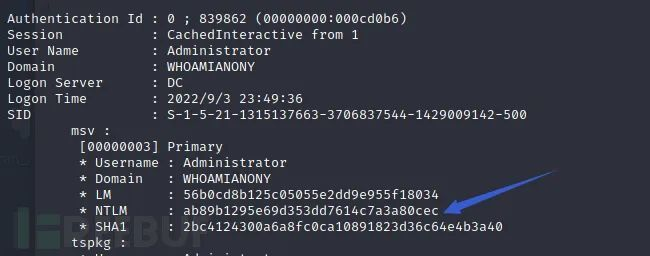 Authentication Id : 0 ; 839862 (00000000:000cd0b6)
Session           : CachedInteractive from 1
User Name         : Administrator
Domain            : WHOAMIANONY
Logon Server      : DC
Logon Time        : 2022/9/3 23:49:36
SID               : S-1-5-21-1315137663-3706837544-1429009142-500
msv :
[00000003] Primary
* Username : Administrator
* Domain   : WHOAMIANONY
* LM       : 56b0cd8b125c05055e2dd9e955f18034
* NTLM     : ab89b1295e69d353dd7614c7a3a80cec
* SHA1     : 2bc4124300a6a8fc0ca10891823d36c64e4b3a40
tspkg :
REEBUF